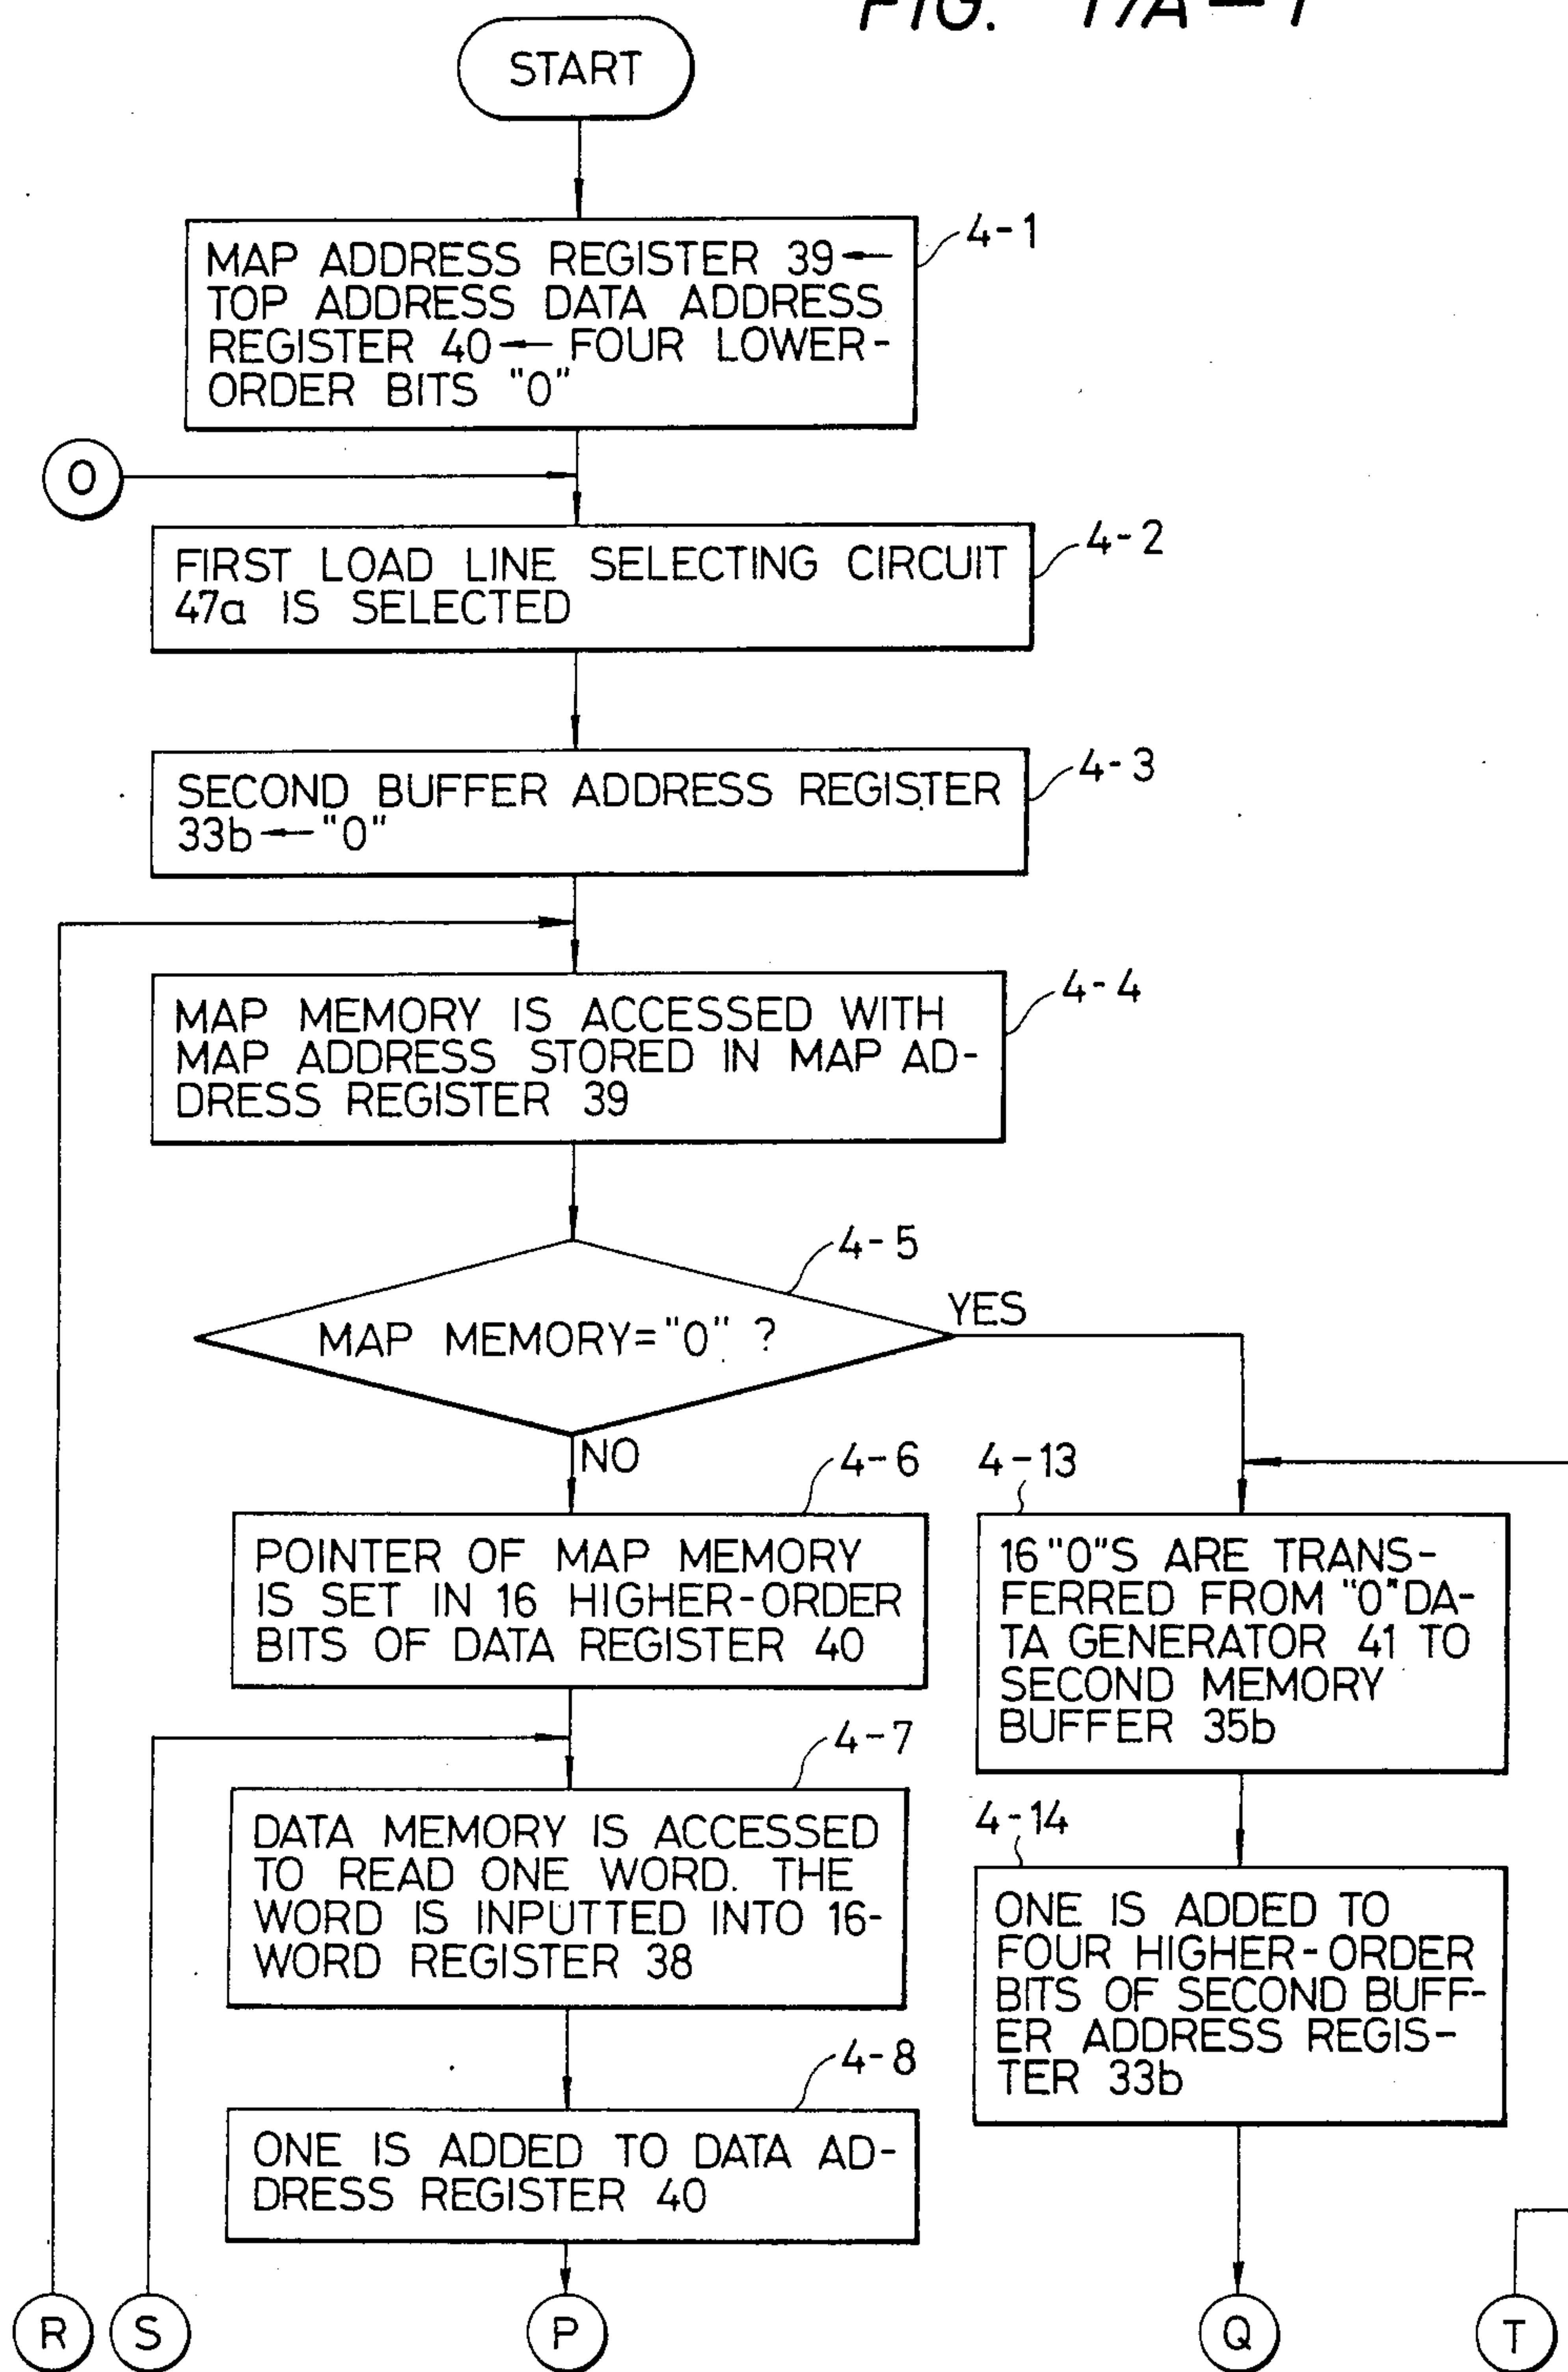 FIG. 17A-1
START
4-1
MAP ADDRESS REGISTER 39←
TOP ADDRESS DATA ADDRESS
REGISTER 40← FOUR LOWER-
ORDER BITS "0"
O
4-2
FIRST LOAD LINE SELECTING CIRCUIT
47a IS SELECTED
4-3
SECOND BUFFER ADDRESS REGISTER
33b←"0"
4-4
MAP MEMORY IS ACCESSED WITH
MAP ADDRESS STORED IN MAP AD-
DRESS REGISTER 39
4-5
MAP MEMORY="0" ?
YES
NO
4-6
POINTER OF MAP MEMORY
IS SET IN 16 HIGHER-ORDER
BITS OF DATA REGISTER 40
4-13
16 "0"S ARE TRANS-
FERRED FROM "0" DA-
TA GENERATOR 41 TO
SECOND MEMORY
BUFFER 35b
4-7
DATA MEMORY IS ACCESSED
TO READ ONE WORD. THE
WORD IS INPUTTED INTO 16-
WORD REGISTER 38
4-14
ONE IS ADDED TO
FOUR HIGHER-ORDER
BITS OF SECOND BUFF-
ER ADDRESS REGIS-
TER 33b
4-8
ONE IS ADDED TO DATA AD-
DRESS REGISTER 40
R
S
P
Q
T